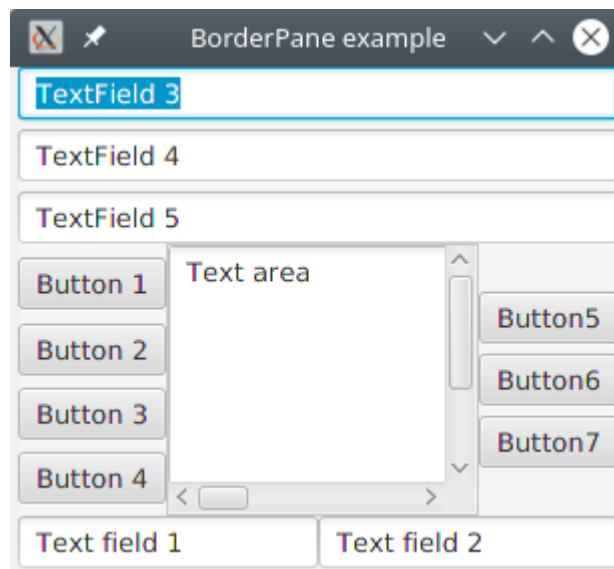 BorderPane example
TextField 3
TextField 4
TextField 5
Button 1
Button 2
Button 3
Button 4
Text area
Button5
Button6
Button7
Text field 1
Text field 2